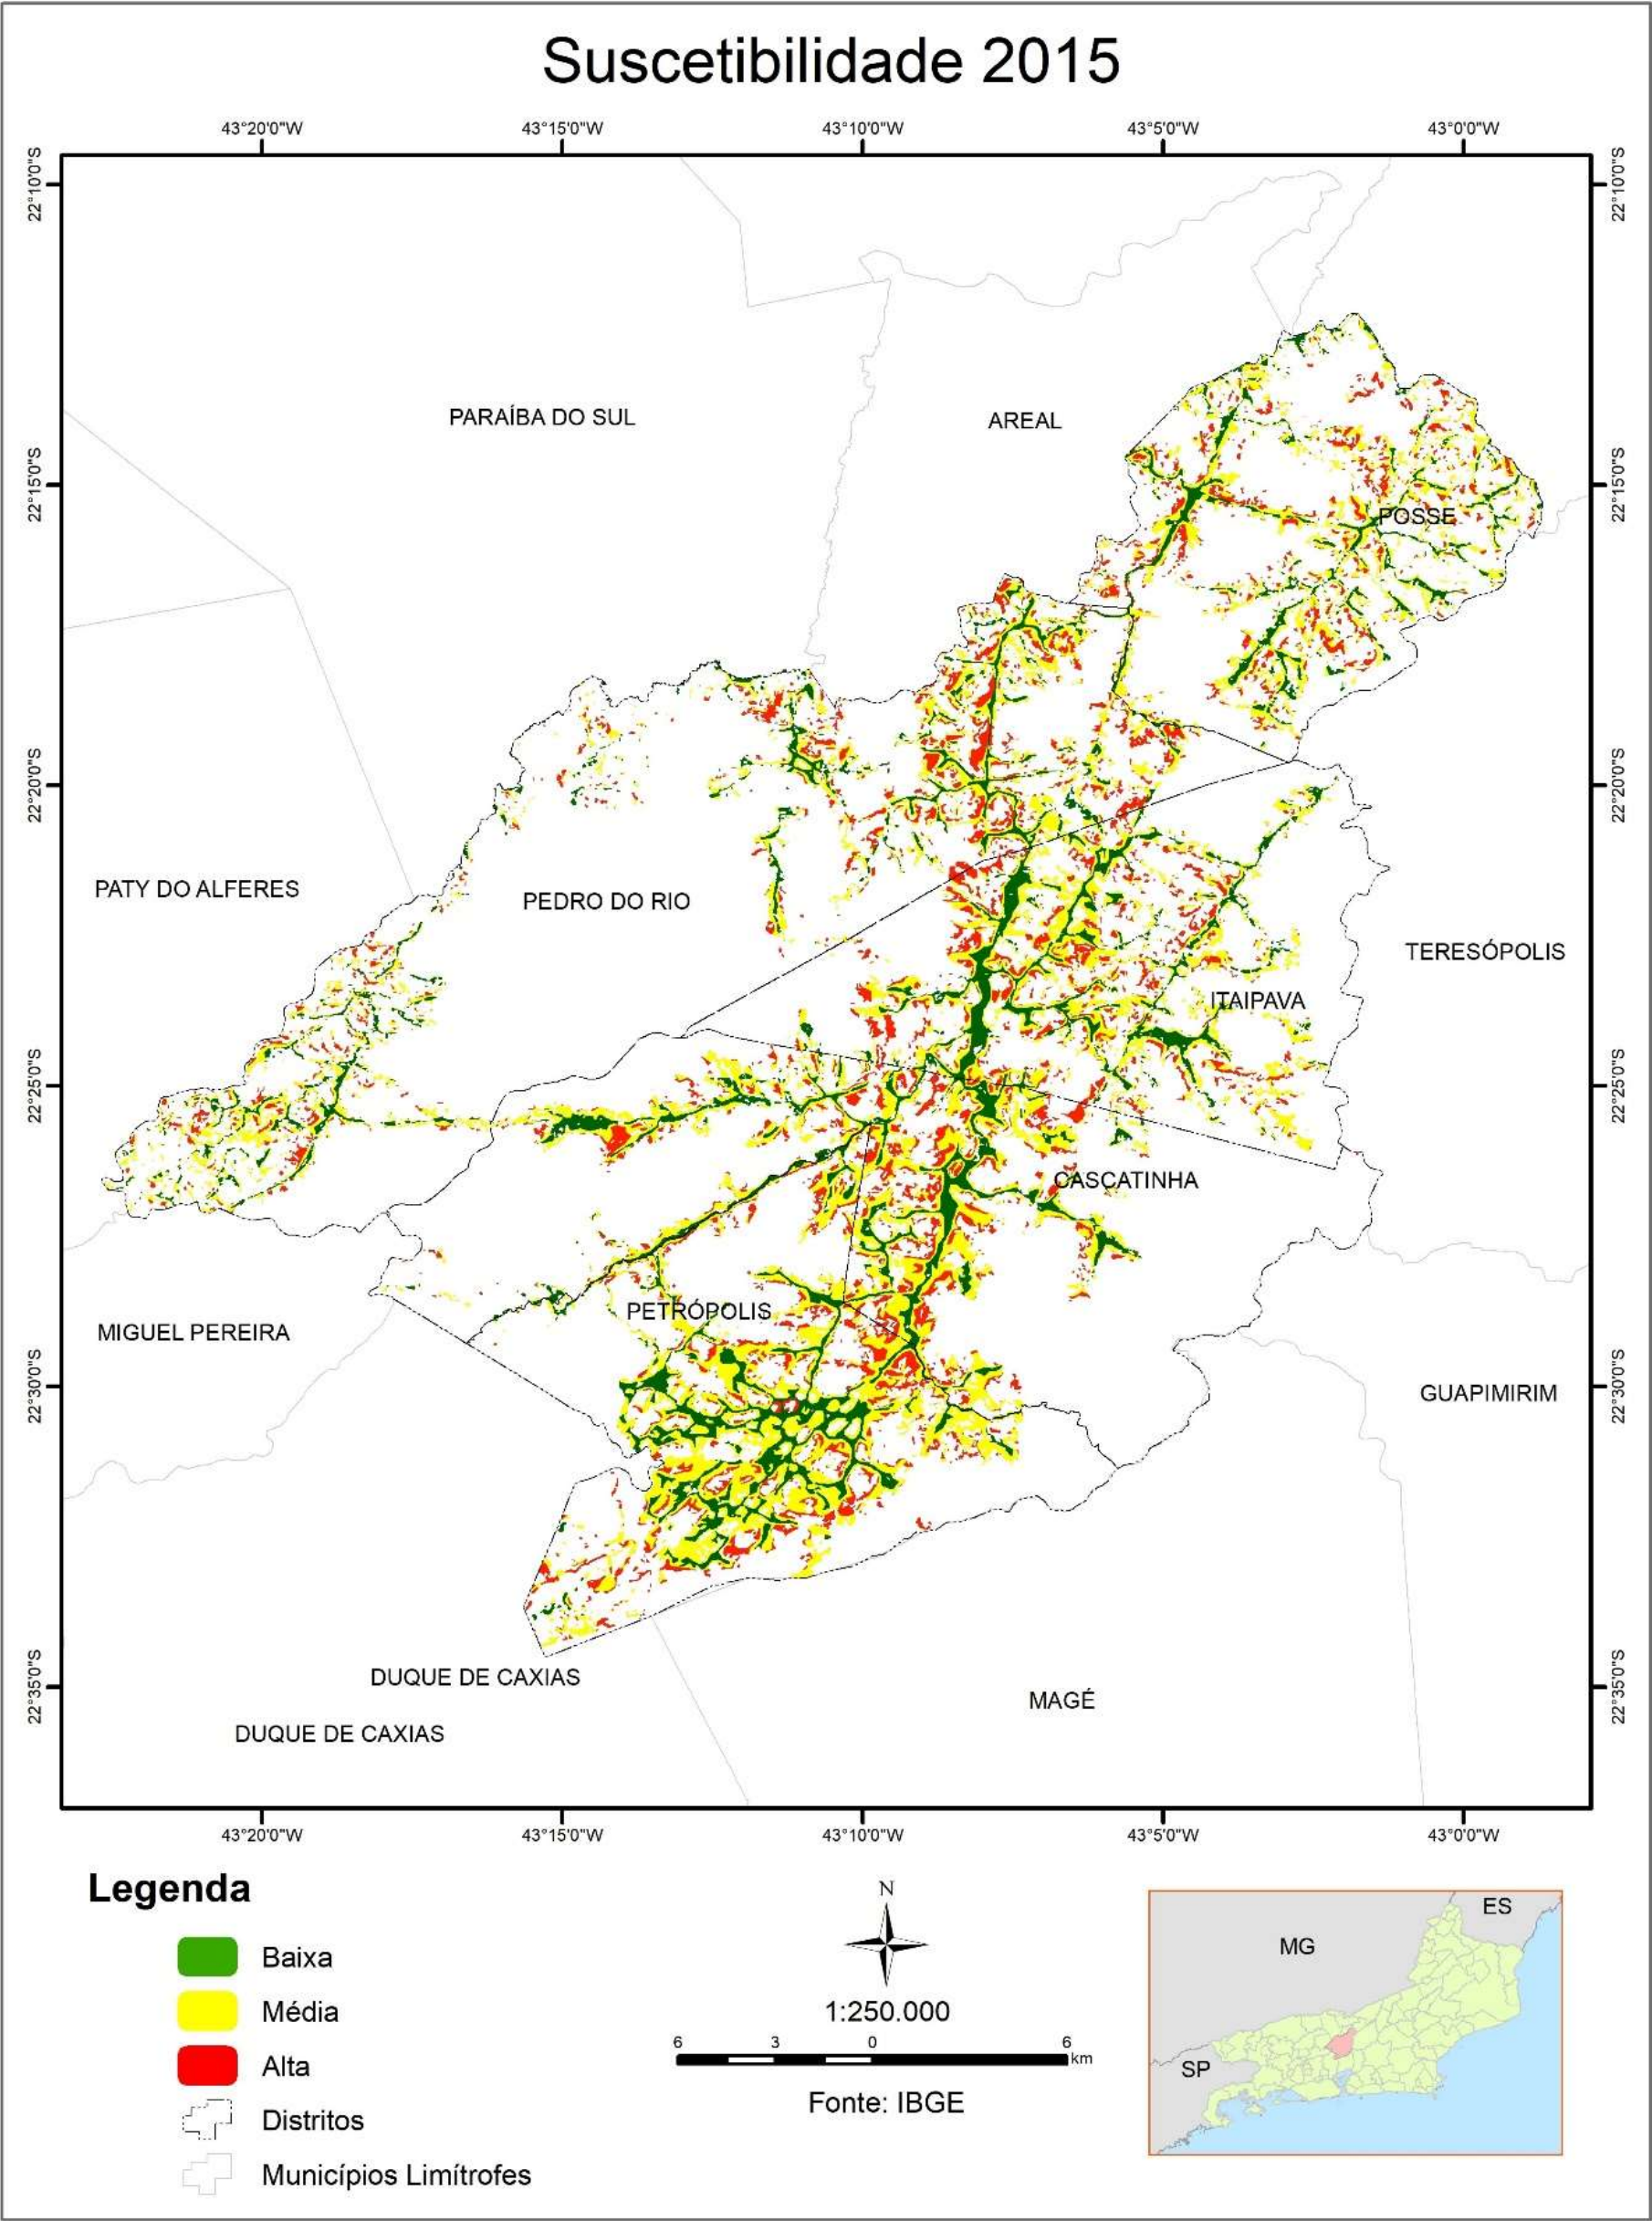 Suscetibilidade 2015
43°20'0"W 43°15'0"W 43°10'0"W 43°5'0"W 43°0'0"W
22°10'0"S 22°10'0"S
PARAÍBA DO SUL AREAL
22°15'0"S 22°15'0"S
POSSE
22°20'0"S 22°20'0"S
PATY DO ALFERES PEDRO DO RIO
TERESÓPOLIS
ITAIPAVA
22°25'0"S 22°25'0"S
CASCATINHA
PETRÓPOLIS
MIGUEL PEREIRA
22°30'0"S 22°30'0"S
GUAPIMIRIM
DUQUE DE CAXIAS
22°35'0"S 22°35'0"S
MAGÉ
DUQUE DE CAXIAS
43°20'0"W 43°15'0"W 43°10'0"W 43°5'0"W 43°0'0"W
Legenda
Baixa
Média
Alta
Distritos
Municípios Limítrofes
N
1:250.000
6 3 0 6
km
Fonte: IBGE
ES
MG
SP